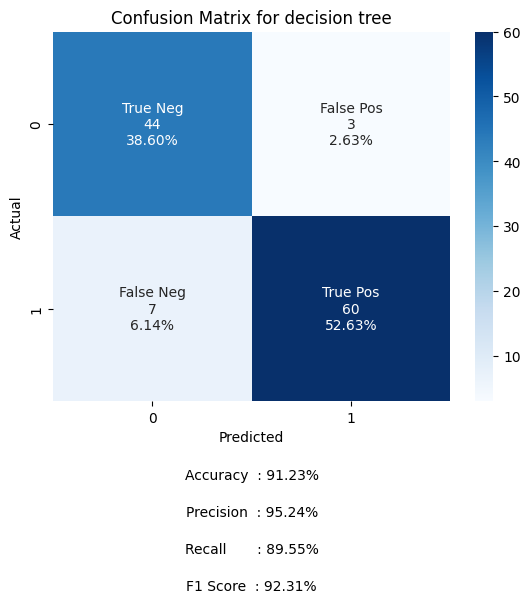 Confusion Matrix for decision tree
Actual
0
1
True Neg
44
38.60%
False Pos
3
2.63%
False Neg
7
6.14%
True Pos
60
52.63%
0
1
Predicted
60
50
40
30
20
10
Accuracy : 91.23%
Precision : 95.24%
Recall : 89.55%
F1 Score : 92.31%